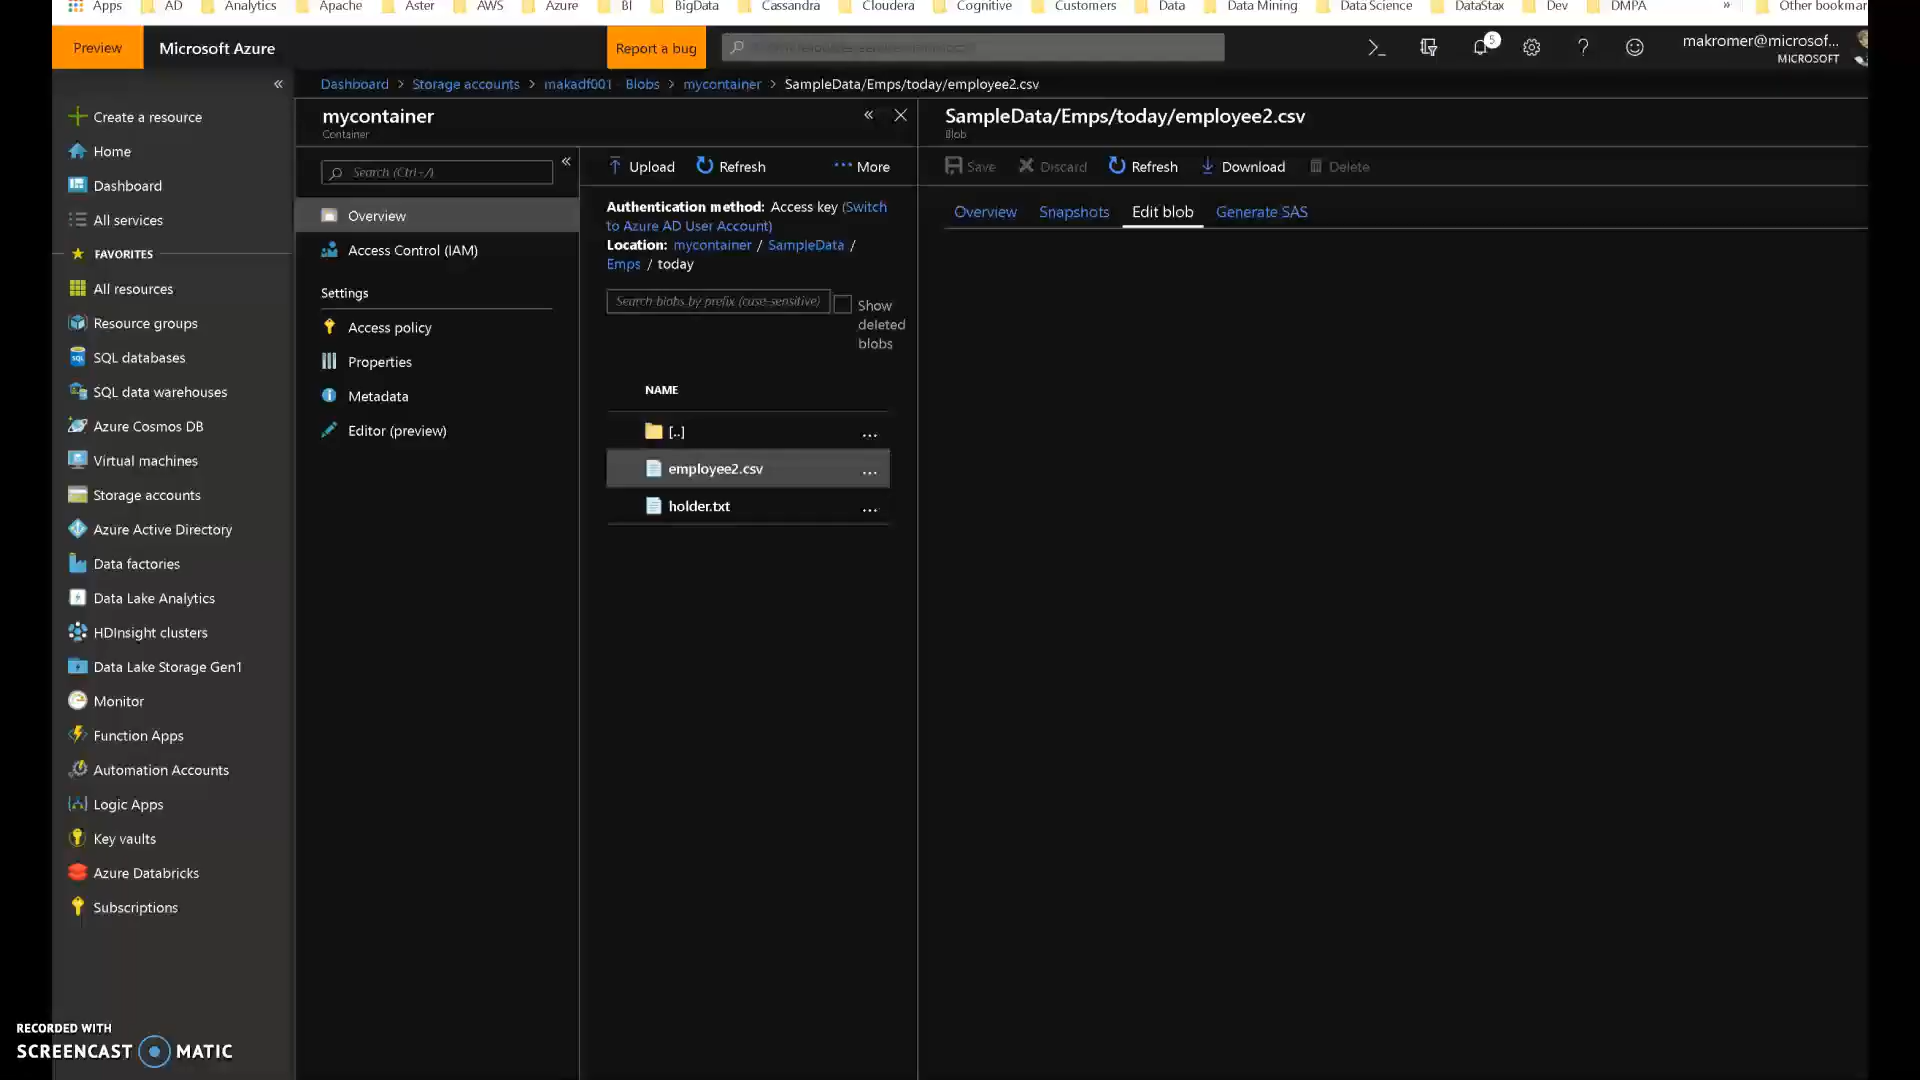 Apps AD Analytics Apache Aster AWS Azure BI BigData Cassandra Cloudera Cognitive Customers Data Data Mining Data Science DataStax Dev DMPA » Other bookmar
Preview Microsoft Azure Report a bug makromer@microsof...
MICROSOFT
5
Dashboard > Storage accounts > makadf001 Blobs > mycontainer > SampleData/Emps/today/employee2.csv
Create a resource
Home
Dashboard
All services
FAVORITES
All resources
Resource groups
SQL databases
SQL data warehouses
Azure Cosmos DB
Virtual machines
Storage accounts
Azure Active Directory
Data factories
Data Lake Analytics
HDInsight clusters
Data Lake Storage Gen1
Monitor
Function Apps
Automation Accounts
Logic Apps
Key vaults
Azure Databricks
Subscriptions
mycontainer
Container
Search (Ctrl+/)
Overview
Access Control (IAM)
Settings
Access policy
Properties
Metadata
Editor (preview)
Upload Refresh ... More
Authentication method: Access key (Switch
to Azure AD User Account)
Location: mycontainer / SampleData /
Emps / today
Search blobs by prefix (case-sensitive)
Show
deleted
blobs
NAME
[..] ...
employee2.csv ...
holder.txt ...
SampleData/Emps/today/employee2.csv
Blob
Save Discard Refresh Download Delete
Overview Snapshots Edit blob Generate SAS
RECORDED WITH
SCREENCAST MATIC